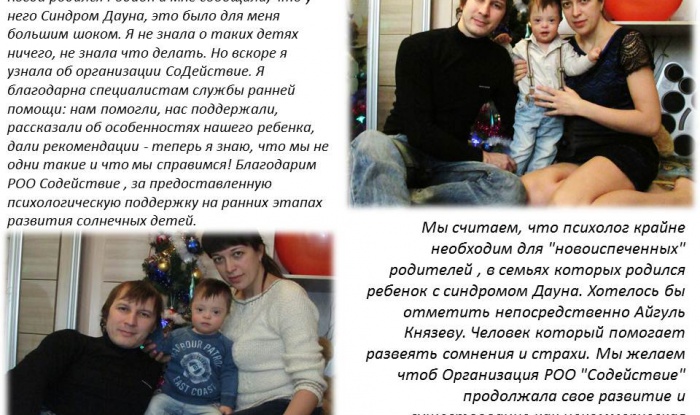 него Синдром Дауна, это было для меня
большим шоком. Я не знала о таких детях
ничего, не знала что делать. Но вскоре я
узнала об организации СоДействие. Я
благодарна специалистам службы ранней
помощи: нам помогли, нас поддержали,
рассказали об особенностях нашего ребенка,
дали рекомендации - теперь я знаю, что мы не
одни такие и что мы справимся! Благодарим
РОО Содействие , за предоставленную
психологическую поддержку на ранних этапах
развития солнечных детей.
HARBOUR PATROL
EAST COAST
Мы считаем, что психолог крайне
необходим для "новоиспеченных"
родителей , в семьях которых родился
ребенок с синдромом Дауна. Хотелось бы
отметить непосредственно Айгуль
Князеву. Человек который помогает
развеять сомнения и страхи. Мы желаем
чтоб Организация РОО "Содействие"
продолжала свое развитие и